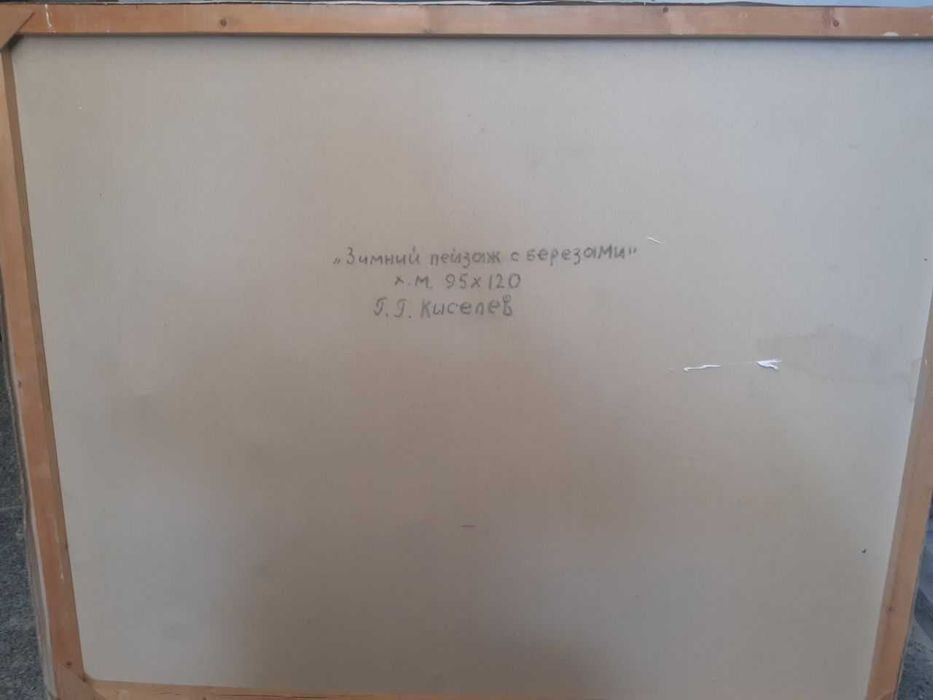 „Зимний пейзаж с березами"
х.м. 95х120
Г.Г. Киселев